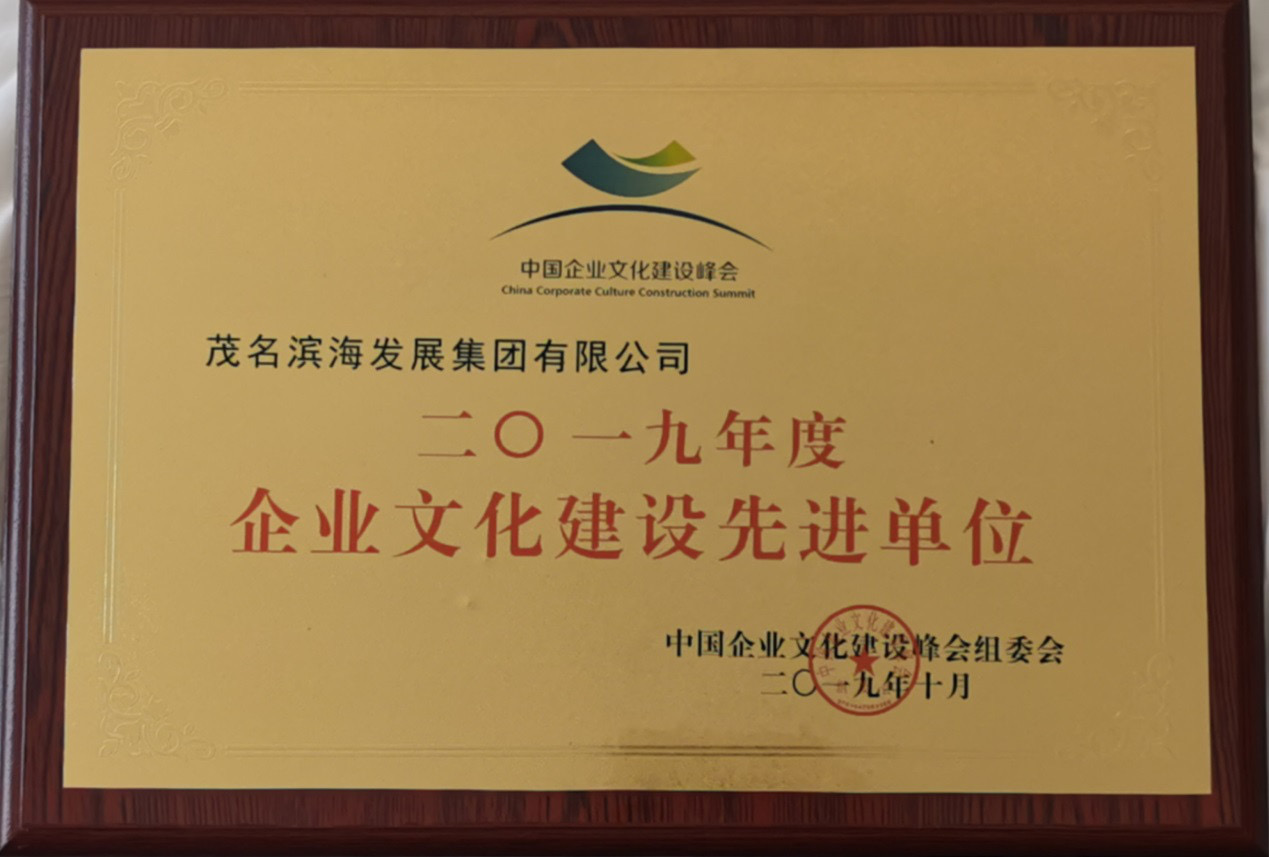 中国企业文化建设峰会
China Corporate Culture Construction Summit
茂名滨海发展集团有限公司
二〇一九年度
企业文化建设先进单位
中国企业文化建设峰会组委会
二〇一九年十月